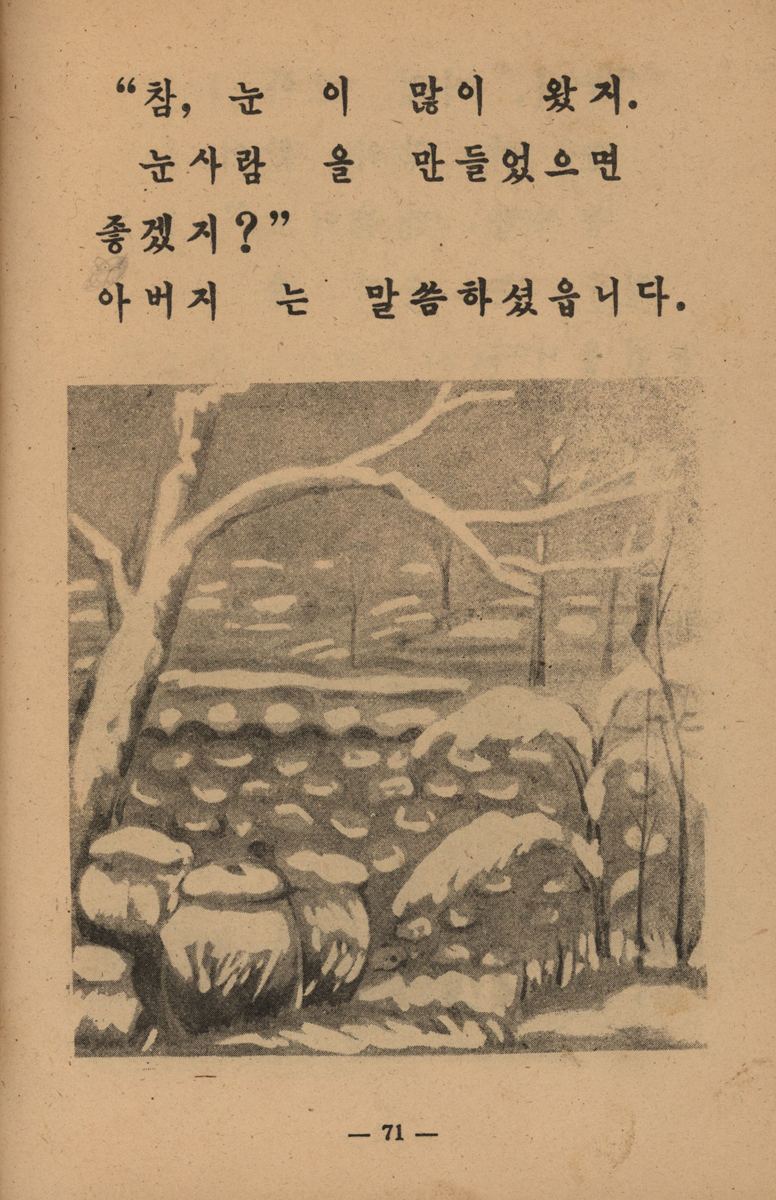 “참, 눈 이 많이 왔지.
눈사람 을 만들었으면
좋겠지?”
아버지 는 말씀하셨읍니다.
— 71 —